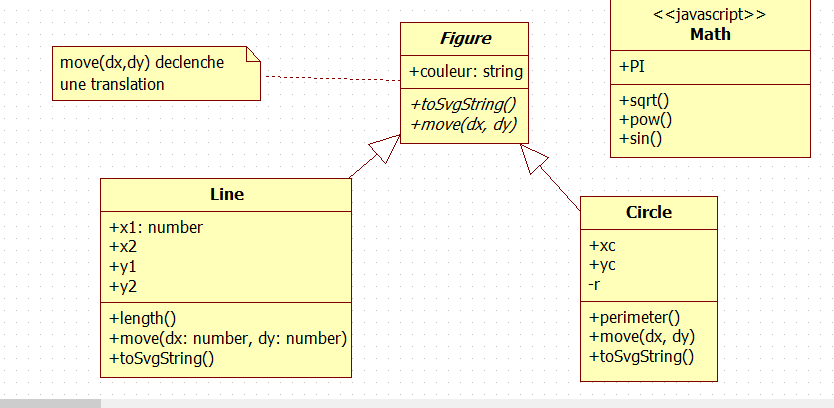 move(dx,dy) declenche
une translation
Figure
+couleur: string
+toSvgString()
+move(dx, dy)
<<javascript>>
Math
+PI
+sqrt()
+pow()
+sin()
Line
+x1: number
+x2
+y1
+y2
+length()
+move(dx: number, dy: number)
+toSvgString()
Circle
+xc
+yc
-r
+perimeter()
+move(dx, dy)
+toSvgString()